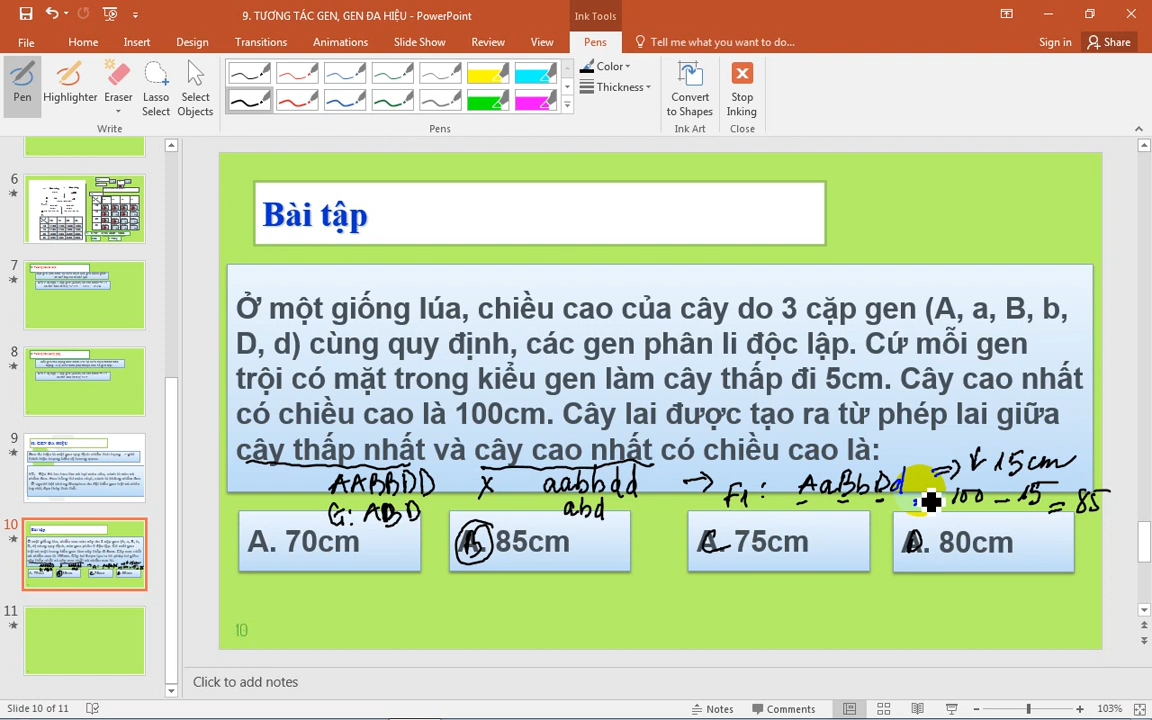 9. TƯƠNG TÁC GEN, GEN ĐA HIỆU - PowerPoint
Ink Tools
File Home Insert Design Transitions Animations Slide Show Review View Pens Tell me what you want to do... Sign in Share
Pen Highlighter Eraser Lasso Select Select Objects Color Thickness Convert to Shapes Stop Inking
Write Pens Ink Art Close
6
7
8
9
10
11
Bài tập
Ở một giống lúa, chiều cao của cây do 3 cặp gen (A, a, B, b,
D, d) cùng quy định, các gen phân li độc lập. Cứ mỗi gen
trội có mặt trong kiểu gen làm cây thấp đi 5cm. Cây cao nhất
có chiều cao là 100cm. Cây lai được tạo ra từ phép lai giữa
cây thấp nhất và cây cao nhất có chiều cao là:
AABBDD x aabbdd → F1 : AaBbDd => ↓ 15cm
G: ABD abd 100 - 15 = 85
A. 70cm
85cm
75cm
80cm
10
Click to add notes
Slide 10 of 11 Notes Comments 103%